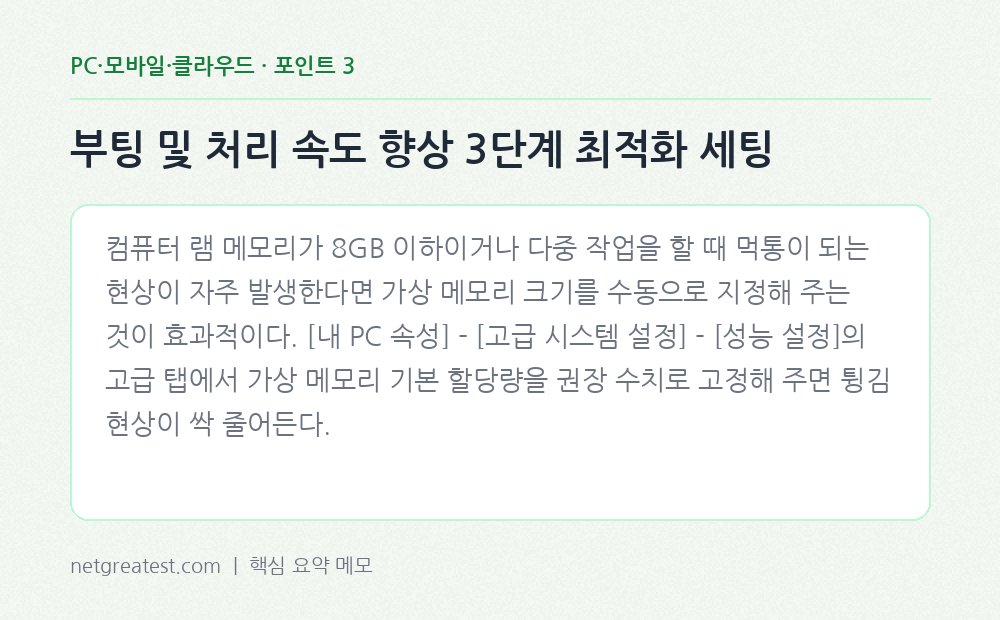 PC·모바일·클라우드 · 포인트 3
부팅 및 처리 속도 향상 3단계 최적화 세팅
컴퓨터 램 메모리가 8GB 이하이거나 다중 작업을 할 때 먹통이 되는
현상이 자주 발생한다면 가상 메모리 크기를 수동으로 지정해 주는
것이 효과적이다. [내 PC 속성] - [고급 시스템 설정] - [성능 설정]의
고급 탭에서 가상 메모리 기본 할당량을 권장 수치로 고정해 주면 튕김
현상이 싹 줄어든다.
netgreatest.com | 핵심 요약 메모